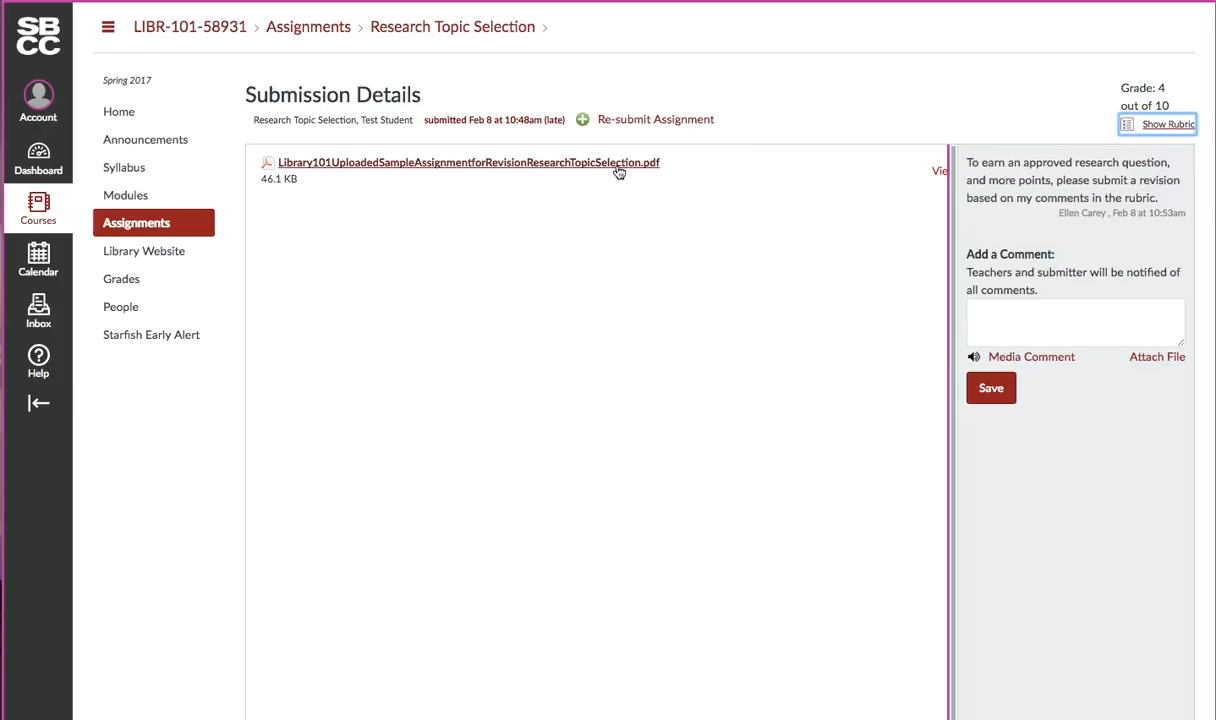 SBCC
Account
Dashboard
Courses
Calendar
Inbox
Help
LIBR-101-58931 › Assignments › Research Topic Selection ›
Spring 2017
Home
Announcements
Syllabus
Modules
Assignments
Library Website
Grades
People
Starfish Early Alert
Submission Details
Research Topic Selection, Test Student submitted Feb 8 at 10:48am (late) Re-submit Assignment
Grade: 4
out of 10
Show Rubric
Library101UploadedSampleAssignmentforRevisionResearchTopicSelection.pdf
46.1 KB
Vie
To earn an approved research question,
and more points, please submit a revision
based on my comments in the rubric.
Ellen Carey , Feb 8 at 10:53am
Add a Comment:
Teachers and submitter will be notified of
all comments.
Media Comment Attach File
Save